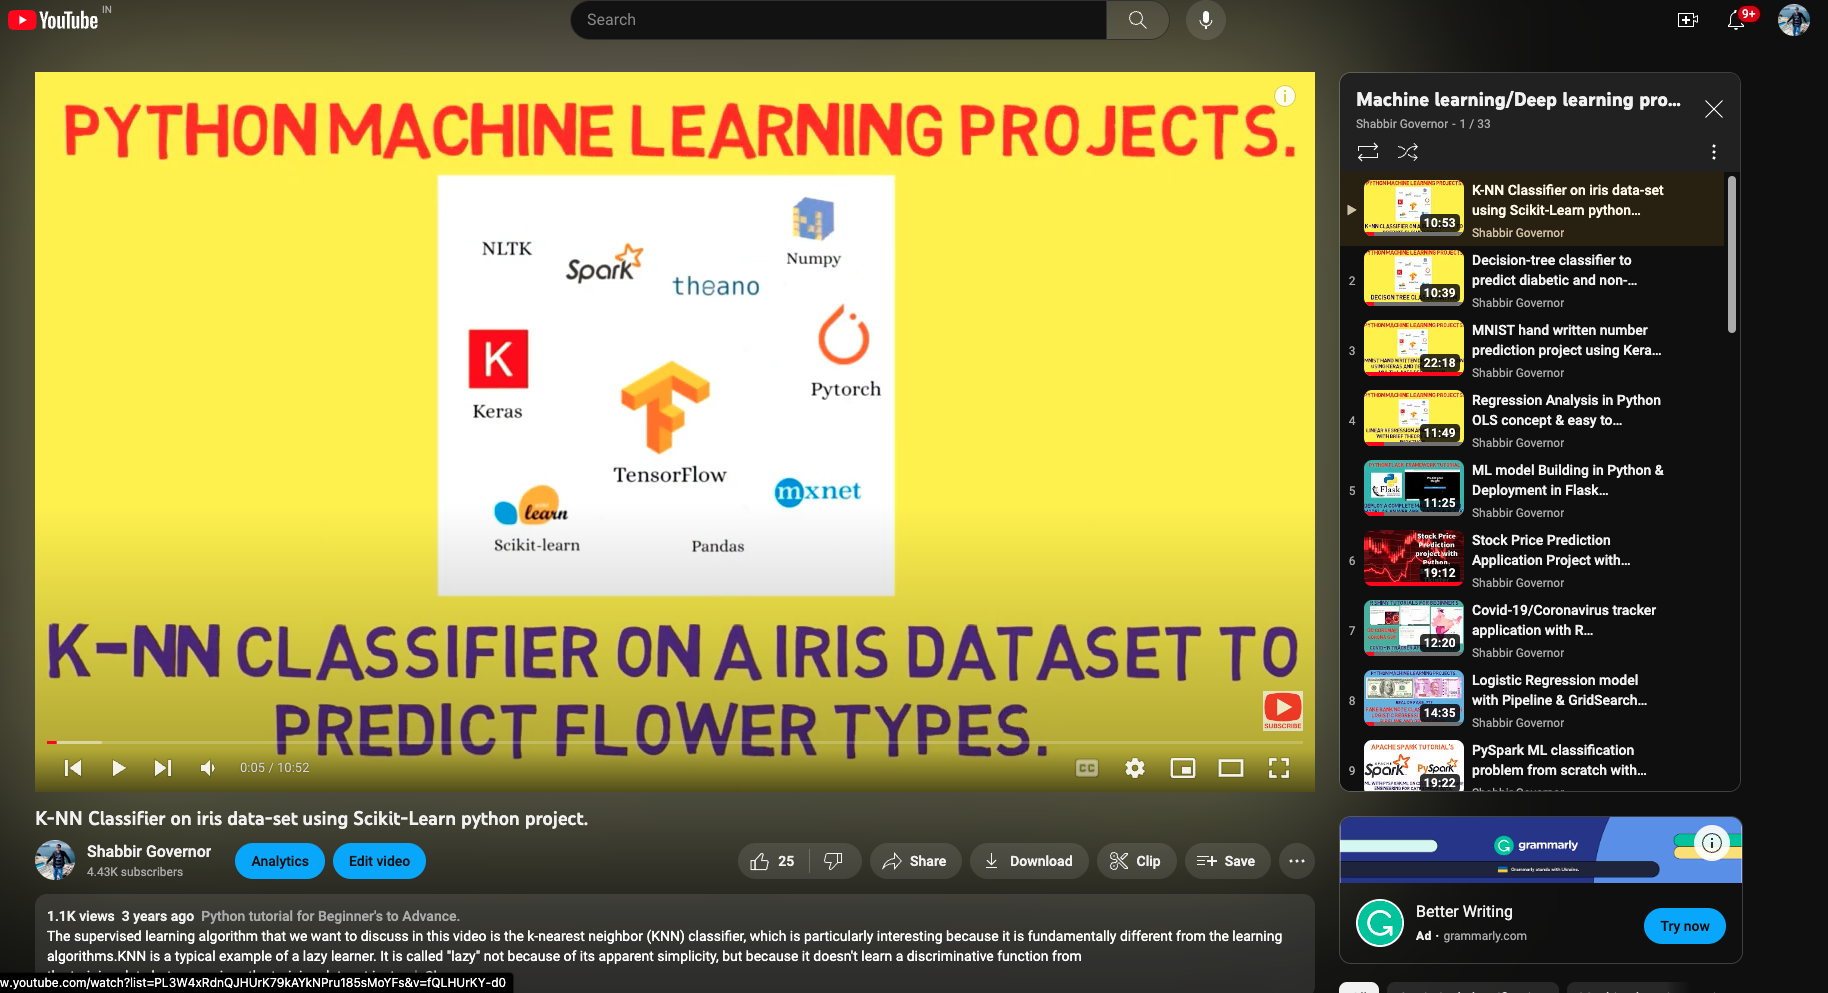 YouTube IN
Search
9+
PYTHON MACHINE LEARNING PROJECTS.
NLTK
Spark
theano
Numpy
K
Keras
TensorFlow
Pytorch
learn
Scikit-learn
Pandas
mxnet
K-NN CLASSIFIER ON A IRIS DATASET TO
PREDICT FLOWER TYPES.
SUBSCRIBE
0:05 / 10:52
CC
K-NN Classifier on iris data-set using Scikit-Learn python project.
Shabbir Governor
4.43K subscribers
Analytics
Edit video
25
Share
Download
Clip
Save
1.1K views 3 years ago Python tutorial for Beginner's to Advance.
The supervised learning algorithm that we want to discuss in this video is the k-nearest neighbor (KNN) classifier, which is particularly interesting because it is fundamentally different from the learning
algorithms.KNN is a typical example of a lazy learner. It is called "lazy" not because of its apparent simplicity, but because it doesn't learn a discriminative function from
w.youtube.com/watch?list=PL3W4xRdnQJHUrK79kAYkNPru185sMoYFs&v=fQLHUrKY-d0
Machine learning/Deep learning pro...
Shabbir Governor - 1 / 33
10:53
K-NN Classifier on iris data-set
using Scikit-Learn python...
Shabbir Governor
2
10:39
Decision-tree classifier to
predict diabetic and non-...
Shabbir Governor
3
22:18
MNIST hand written number
prediction project using Kera...
Shabbir Governor
4
11:49
Regression Analysis in Python
OLS concept & easy to...
Shabbir Governor
5
Flask
11:25
ML model Building in Python &
Deployment in Flask...
Shabbir Governor
6
Stock Price
Prediction
project with
Python.
19:12
Stock Price Prediction
Application Project with...
Shabbir Governor
7
12:20
Covid-19/Coronavirus tracker
application with R...
Shabbir Governor
8
14:35
Logistic Regression model
with Pipeline & GridSearch...
Shabbir Governor
9
APACHE SPARK TUTORIAL'S
Spark PySpark
19:22
PySpark ML classification
problem from scratch with...
grammarly
Grammarly stands with Ukraine.
Better Writing
Ad · grammarly.com
Try now